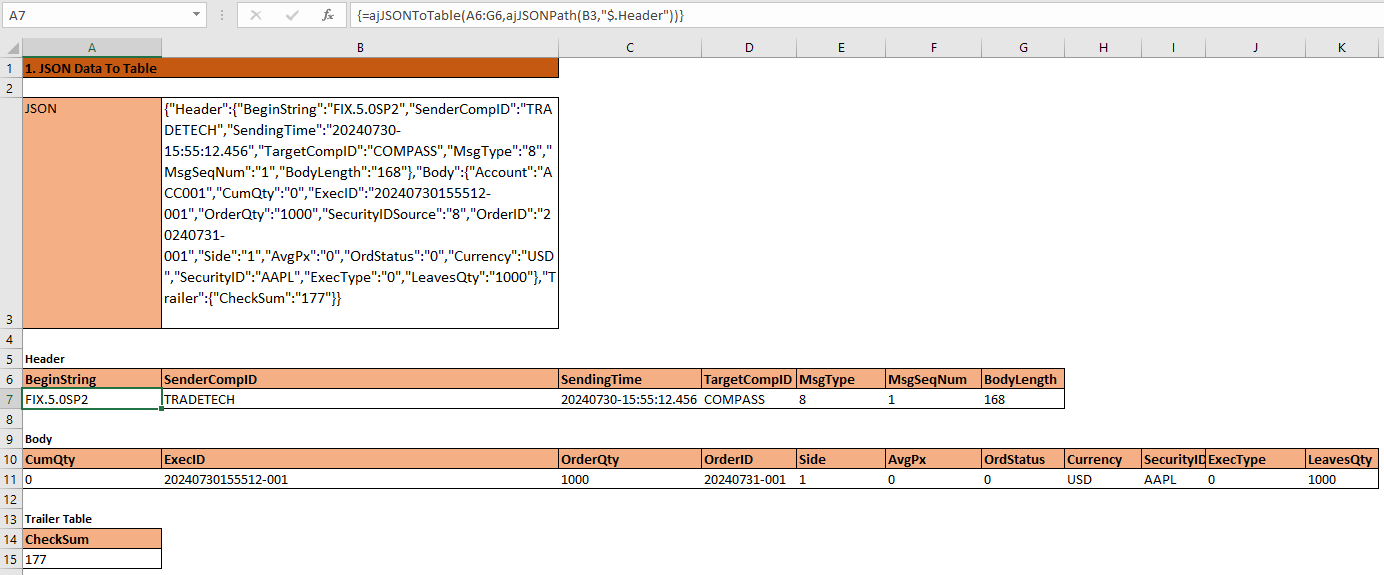 A7 {=ajJSONToTable(A6:G6,ajJSONPath(B3,"$.Header"))}
A B C D E F G H I J K
1 1. JSON Data To Table
2
JSON {"Header":{"BeginString":"FIX.5.0SP2","SenderCompID":"TRA
DETECH","SendingTime":"20240730-
15:55:12.456","TargetCompID":"COMPASS","MsgType":"8","
MsgSeqNum":"1","BodyLength":"168"},"Body":{"Account":"A
CC001","CumQty":"0","ExecID":"20240730155512-
001","OrderQty":"1000","SecurityIDSource":"8","OrderID":"2
0240731-
001","Side":"1","AvgPx":"0","OrdStatus":"0","Currency":"USD
","SecurityID":"AAPL","ExecType":"0","LeavesQty":"1000"},"T
railer":{"CheckSum":"177"}}
3
4
5 Header
6 BeginString SenderCompID SendingTime TargetCompID MsgType MsgSeqNum BodyLength
7 FIX.5.0SP2 TRADETECH 20240730-15:55:12.456 COMPASS 8 1 168
8
9 Body
10 CumQty ExecID OrderQty OrderID Side AvgPx OrdStatus Currency SecurityID ExecType LeavesQty
11 0 20240730155512-001 1000 20240731-001 1 0 0 USD AAPL 0 1000
12
13 Trailer Table
14 CheckSum
15 177